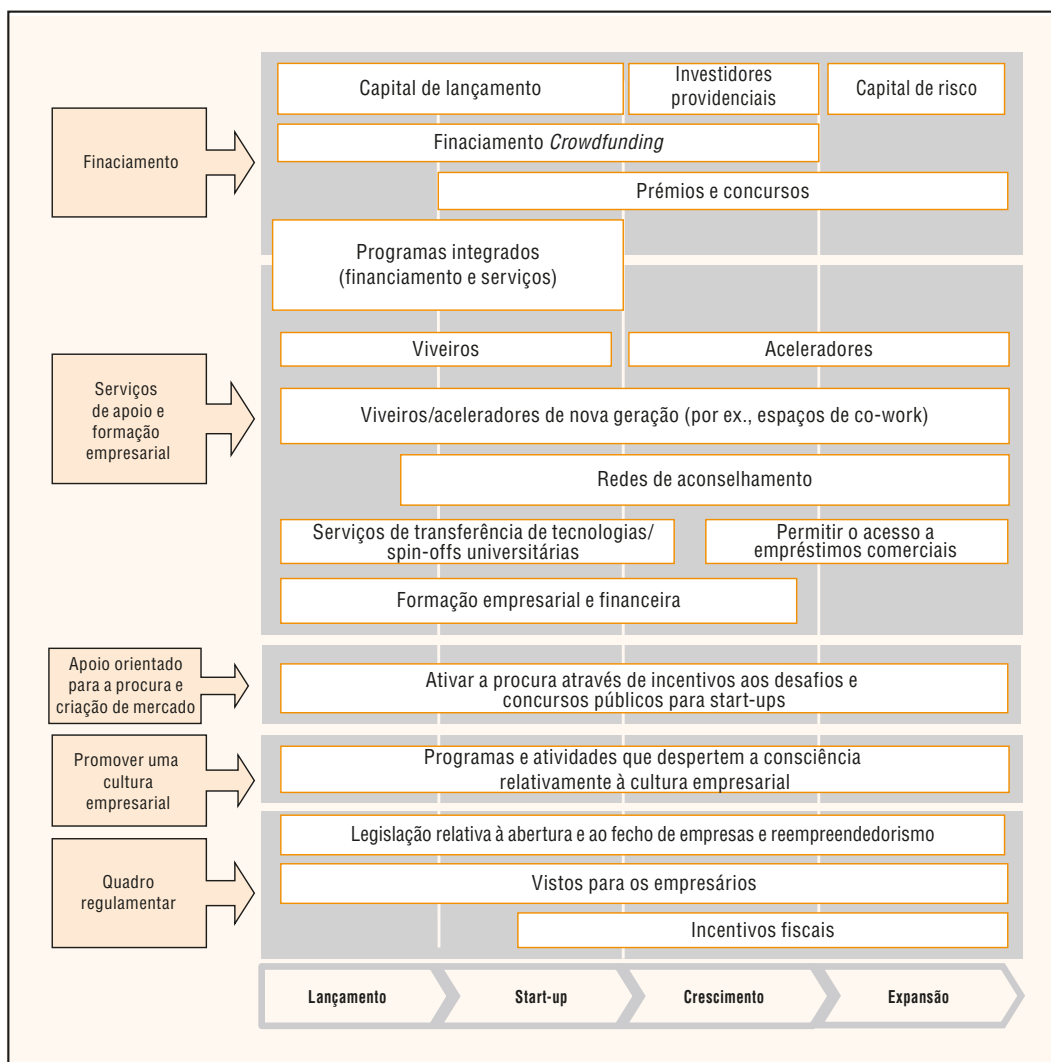 Finaciamento
Capital de lançamento
Investidores
providenciais
Capital de risco
Finaciamento Crowdfunding
Prémios e concursos
Programas integrados
(financiamento e serviços)
Serviços
de apoio e
formação
empresarial
Viveiros
Aceleradores
Viveiros/aceleradores de nova geração (por ex., espaços de co-work)
Redes de aconselhamento
Serviços de transferência de tecnologias/
spin-offs universitárias
Permitir o acesso a
empréstimos comerciais
Formação empresarial e financeira
Apoio orientado
para a procura e
criação de mercado
Ativar a procura através de incentivos aos desafios e
concursos públicos para start-ups
Promover uma
cultura
empresarial
Programas e atividades que despertem a consciência
relativamente à cultura empresarial
Quadro
regulamentar
Legislação relativa à abertura e ao fecho de empresas e reempreendedorismo
Vistos para os empresários
Incentivos fiscais
Lançamento
Start-up
Crescimento
Expansão